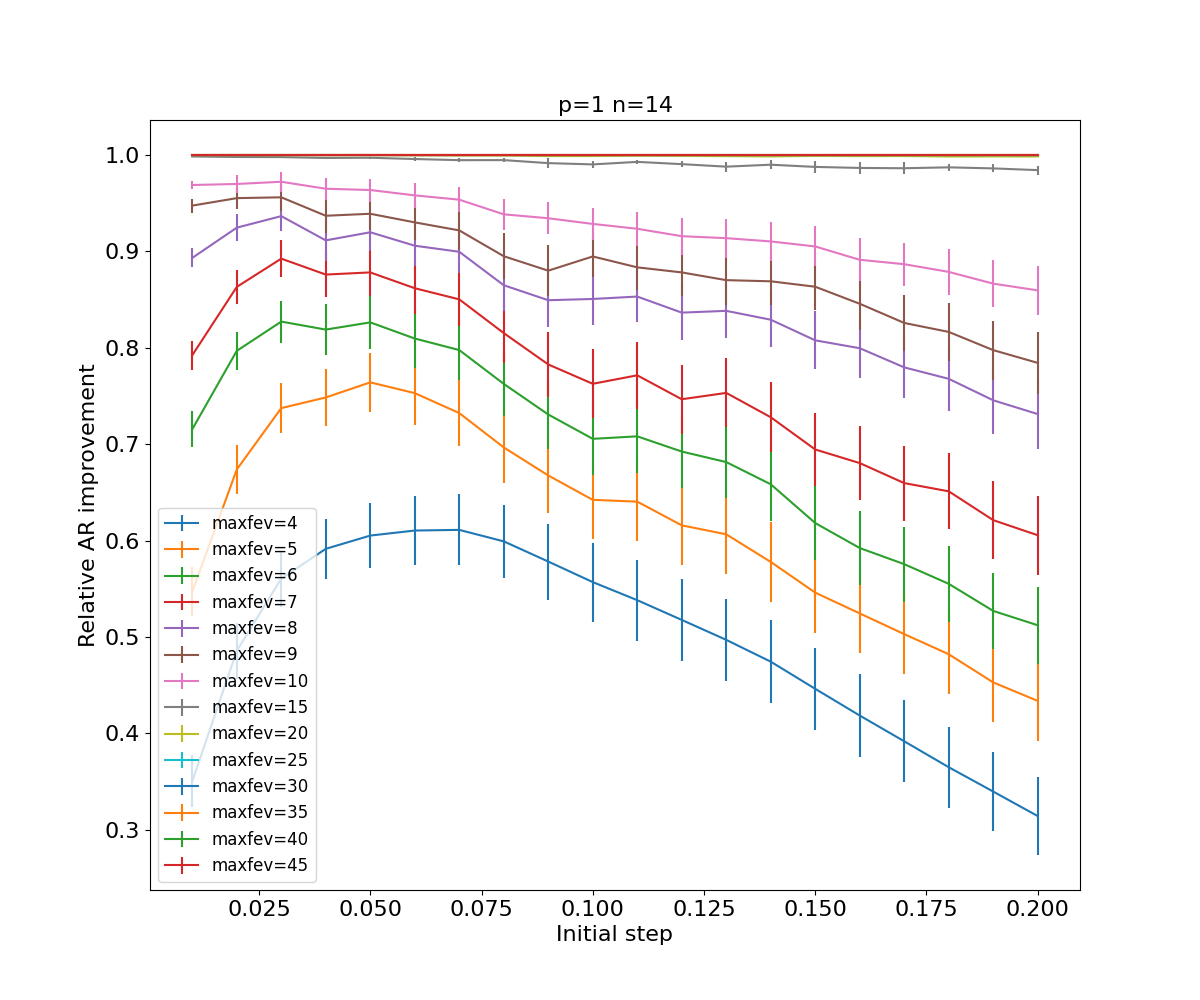 p=1 n=14
1.0
0.9
0.8
0.7
0.6
0.5
0.4
0.3
Relative AR improvement
maxfev=4
maxfev=5
maxfev=6
maxfev=7
maxfev=8
maxfev=9
maxfev=10
maxfev=15
maxfev=20
maxfev=25
maxfev=30
maxfev=35
maxfev=40
maxfev=45
0.025 0.050 0.075 0.100 0.125 0.150 0.175 0.200
Initial step